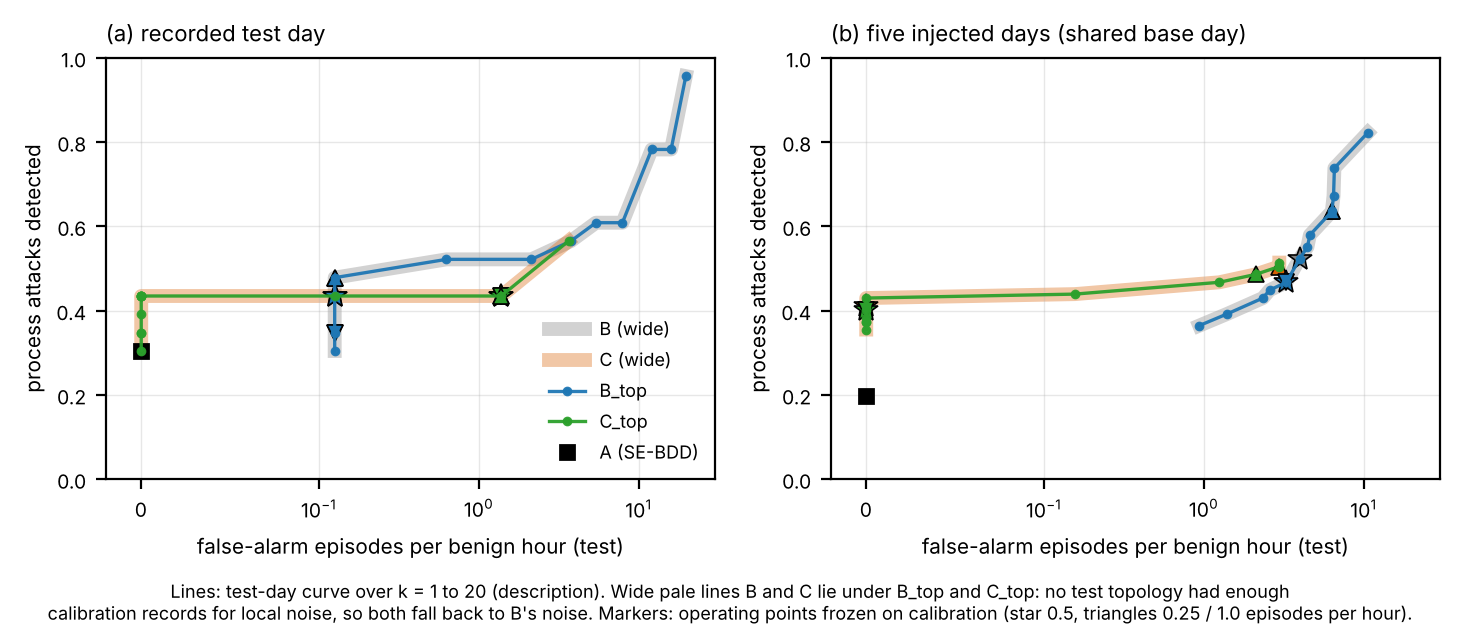 (a) recorded test day
1.0
0.8
0.6
0.4
0.2
0.0
process attacks detected
0
10⁻¹
10⁰
10¹
false-alarm episodes per benign hour (test)
B (wide)
C (wide)
B_top
C_top
A (SE-BDD)
(b) five injected days (shared base day)
1.0
0.8
0.6
0.4
0.2
0.0
process attacks detected
0
10⁻¹
10⁰
10¹
false-alarm episodes per benign hour (test)
Lines: test-day curve over k = 1 to 20 (description). Wide pale lines B and C lie under B_top and C_top: no test topology had enough
calibration records for local noise, so both fall back to B's noise. Markers: operating points frozen on calibration (star 0.5, triangles 0.25 / 1.0 episodes per hour).